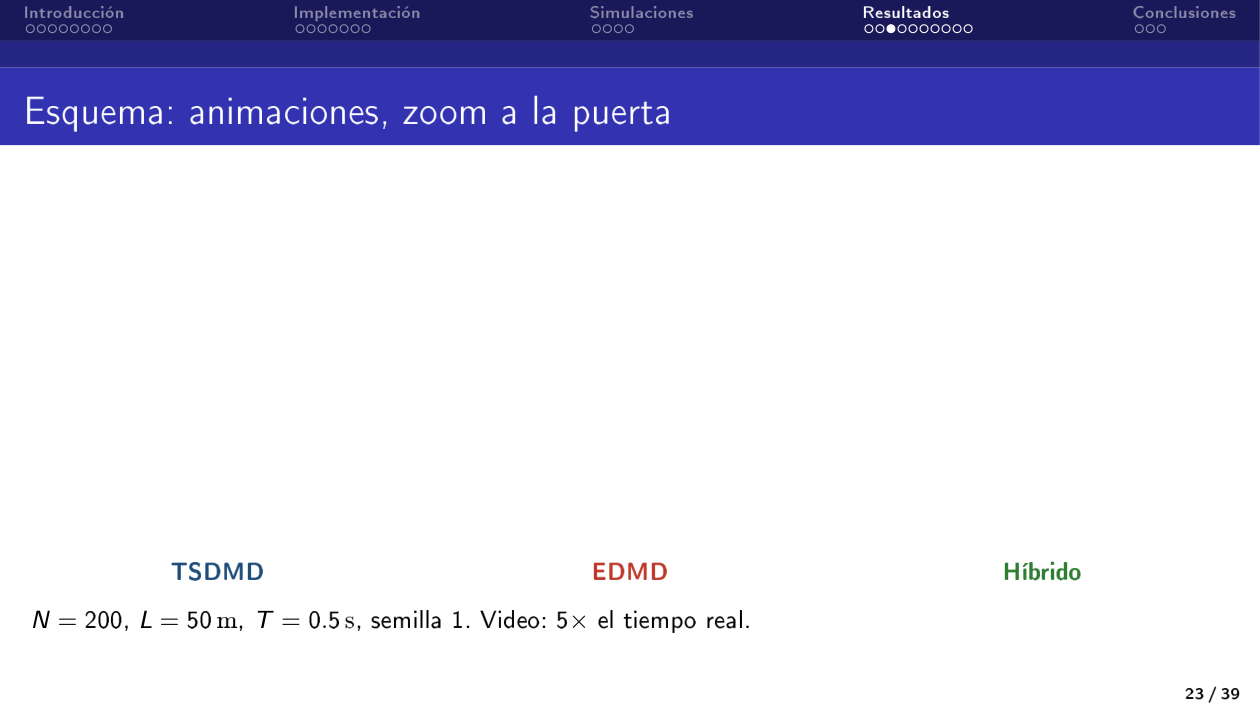 Introducción Implementación Simulaciones Resultados Conclusiones
Esquema: animaciones, zoom a la puerta
TSDMD EDMD Híbrido
N = 200, L = 50 m, T = 0.5 s, semilla 1. Video: 5× el tiempo real.
23 / 39